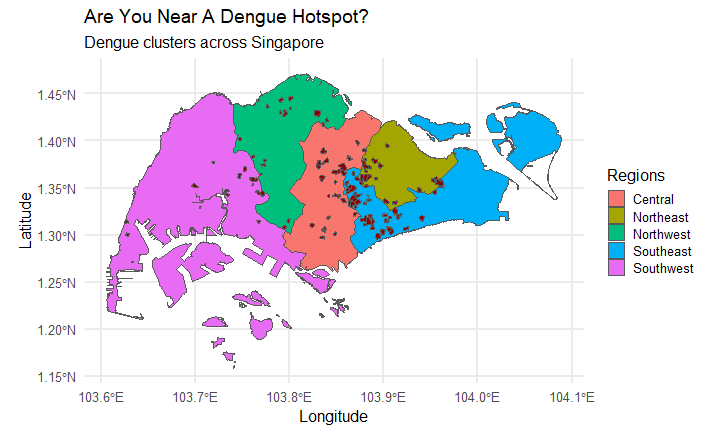 Are You Near A Dengue Hotspot?
Dengue clusters across Singapore
1.45°N
1.40°N
1.35°N
1.30°N
1.25°N
1.20°N
1.15°N
Latitude
103.6°E
103.7°E
103.8°E
103.9°E
104.0°E
104.1°E
Longitude
Regions
Central
Northeast
Northwest
Southeast
Southwest